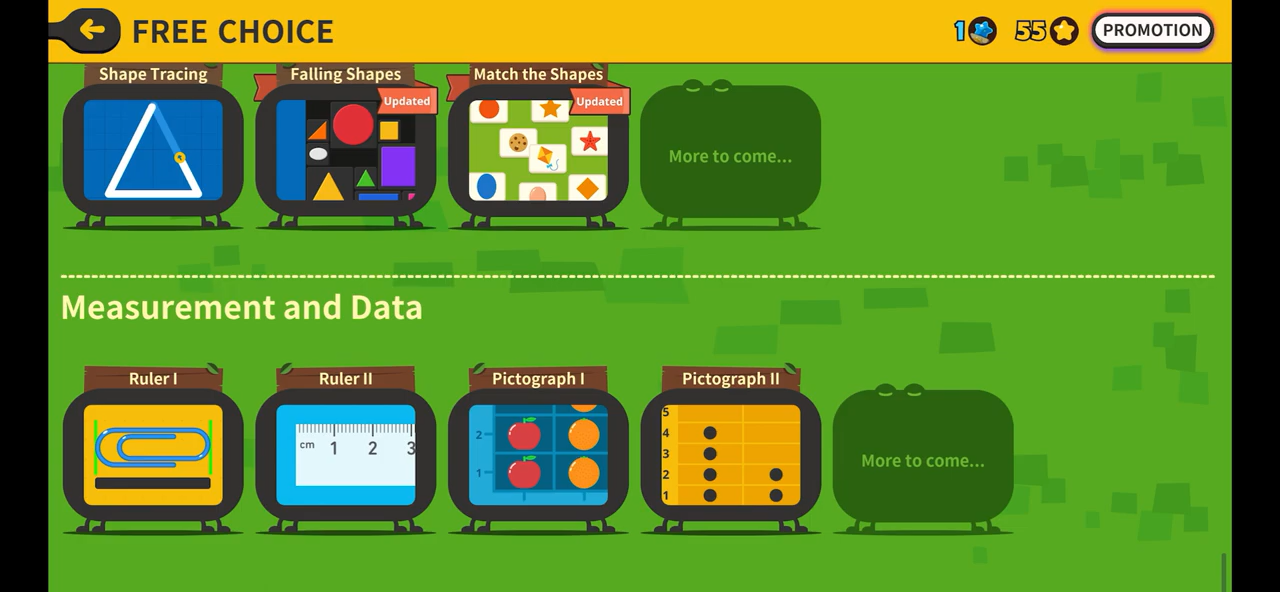 FREE CHOICE
1
55
PROMOTION
Shape Tracing
Falling Shapes
Match the Shapes
Updated
Updated
More to come...
Measurement and Data
Ruler I
Ruler II
Pictograph I
Pictograph II
cm 1 2 3
2
1
5
4
3
2
1
More to come...